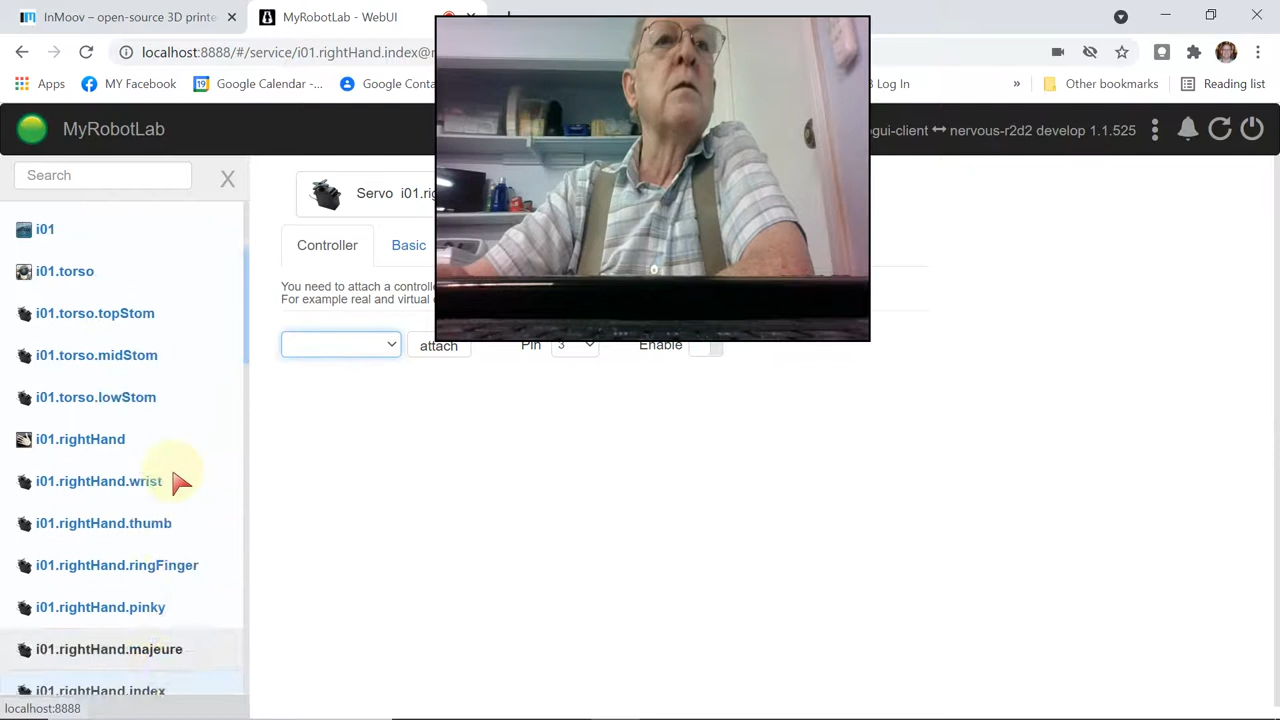 InMoov – open-source 3D printe
MyRobotLab - WebUI
localhost:8888/#/service/i01.rightHand.index@
Apps
MY Facebook
Google Calendar -...
Google Conta
Log In
»
Other bookmarks
Reading list
MyRobotLab
gui-client ↔ nervous-r2d2 develop 1.1.525
Search
X
i01
i01.torso
i01.torso.topStom
i01.torso.midStom
i01.torso.lowStom
i01.rightHand
i01.rightHand.wrist
i01.rightHand.thumb
i01.rightHand.ringFinger
i01.rightHand.pinky
i01.rightHand.majeure
i01.rightHand.index
localhost:8888
Servo i01.ri
Controller
Basic
You need to attach a controlle
For example real and virtual
attach
Pin
3
Enable